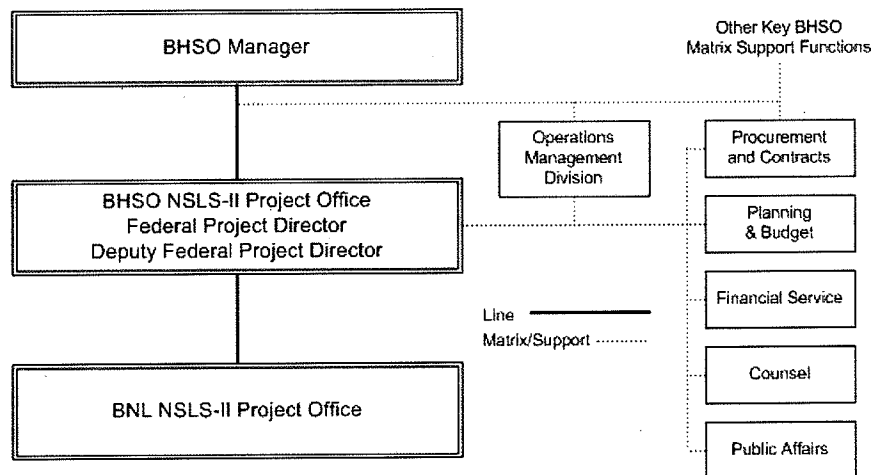 BHSO Manager
Other Key BHSO
Matrix Support Functions
Operations
Management
Division
Procurement
and Contracts
BHSO NSLS-II Project Office
Federal Project Director
Deputy Federal Project Director
Planning
& Budget
Financial Service
Line
Matrix/Support
Counsel
BNL NSLS-II Project Office
Public Affairs